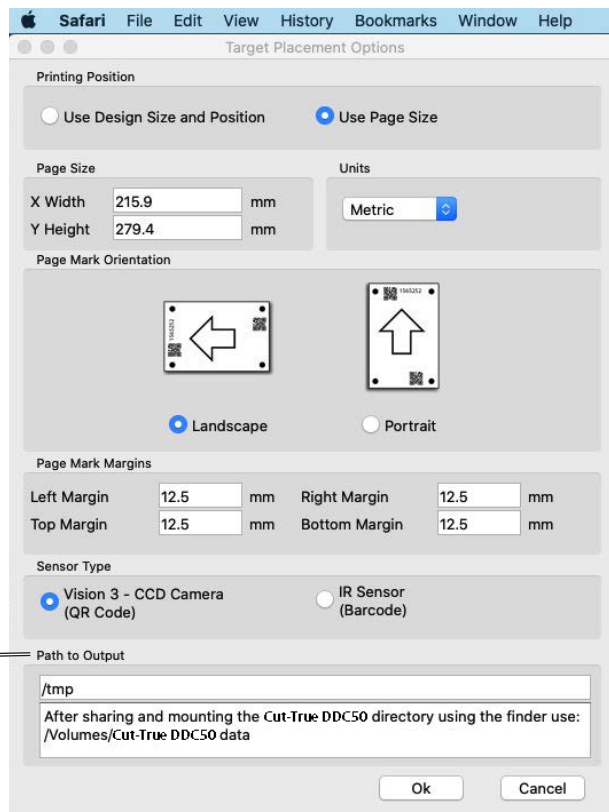 Safari File Edit View History Bookmarks Window Help
Target Placement Options
Printing Position
Use Design Size and Position Use Page Size
Page Size Units
X Width 215.9 mm Metric
Y Height 279.4 mm
Page Mark Orientation
1565252 1565252
Landscape Portrait
Page Mark Margins
Left Margin 12.5 mm Right Margin 12.5 mm
Top Margin 12.5 mm Bottom Margin 12.5 mm
Sensor Type
Vision 3 - CCD Camera IR Sensor
(QR Code) (Barcode)
Path to Output
/tmp
After sharing and mounting the Cut-True DDC50 directory using the finder use:
/Volumes/Cut-True DDC50 data
Ok Cancel